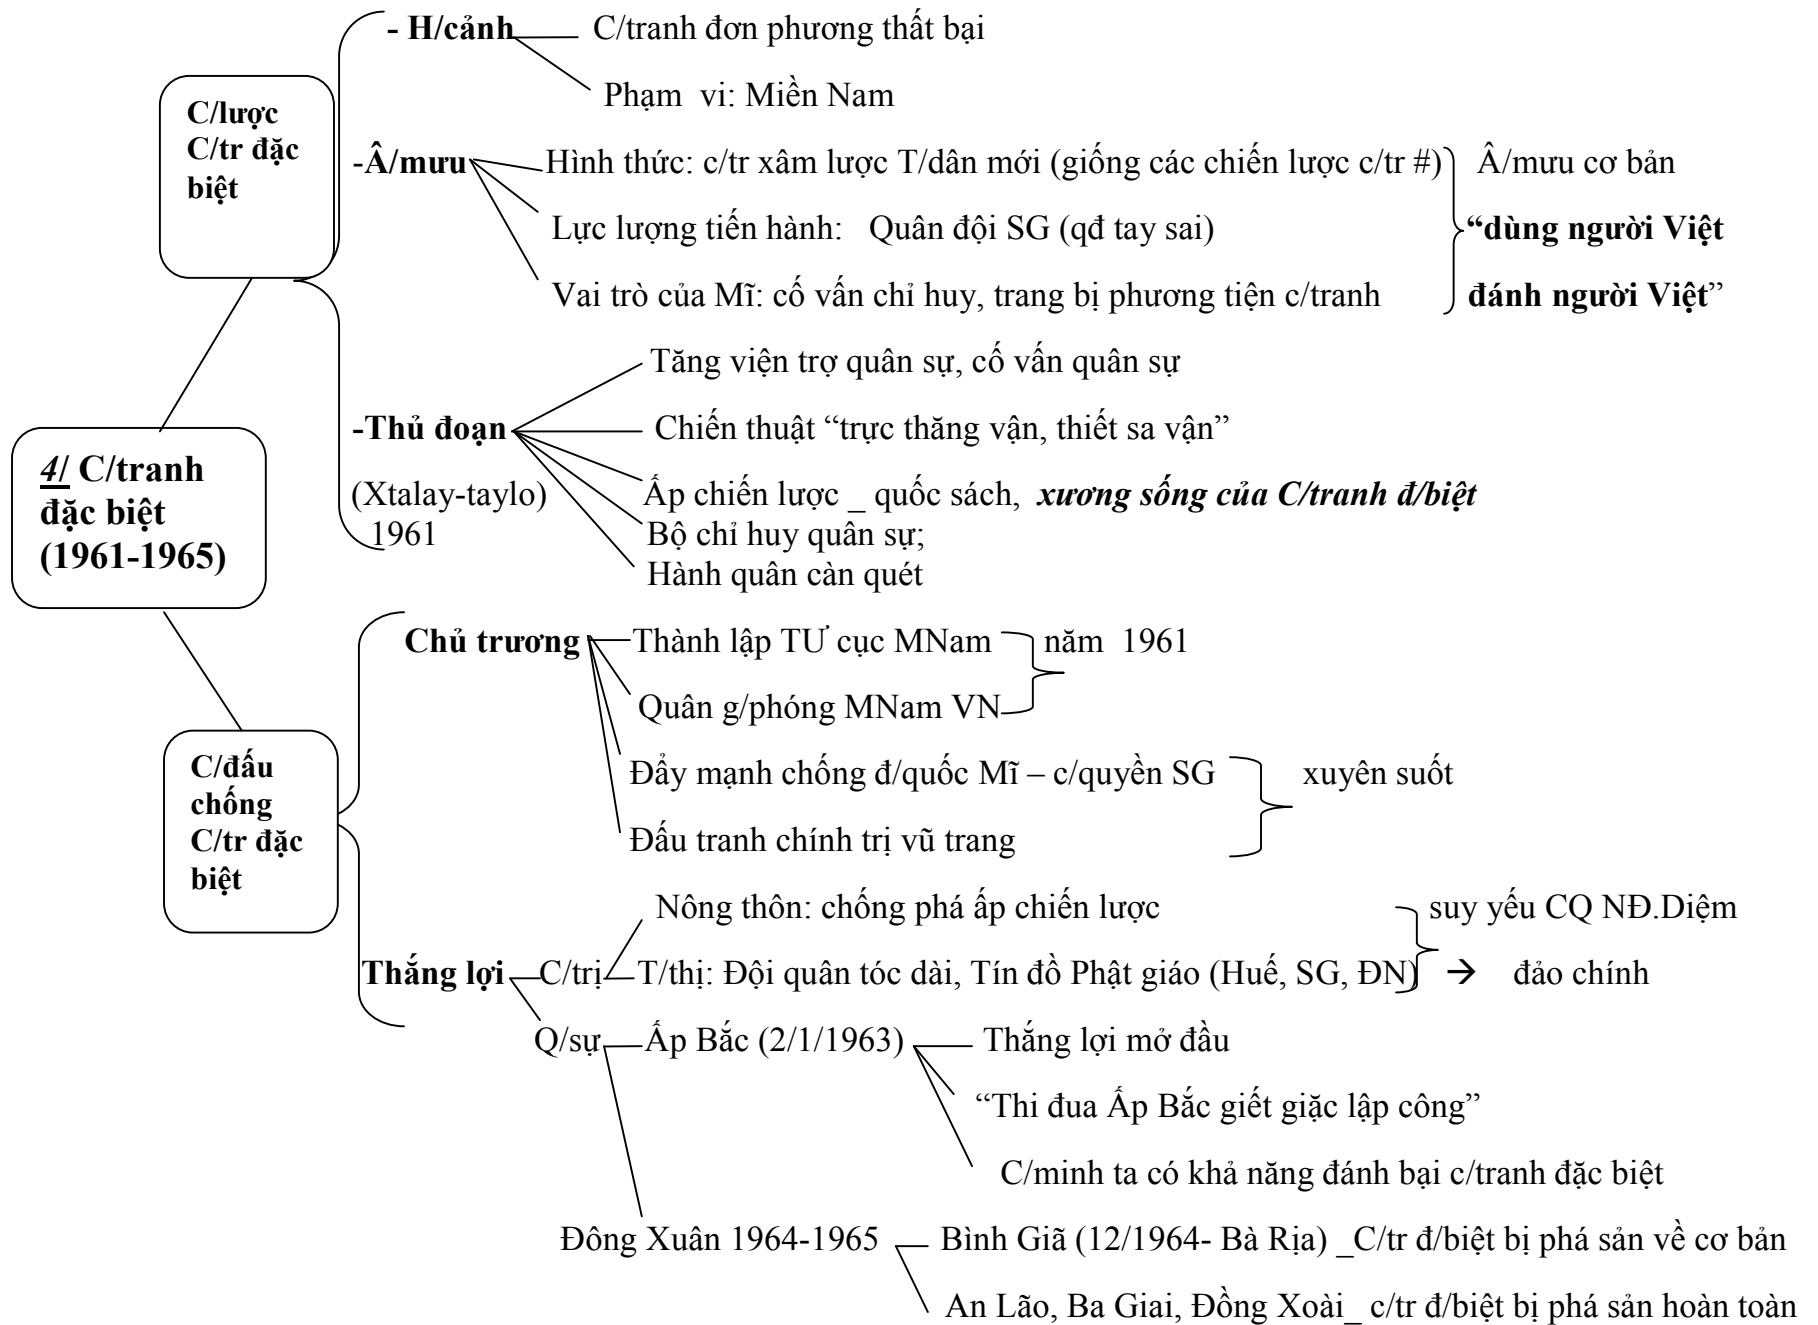 - H/cảnh C/tranh đơn phương thất bại
Phạm vi: Miền Nam
C/lược
C/tr đặc
biệt
-Â/mưu Hình thức: c/tr xâm lược T/dân mới (giống các chiến lược c/tr #) Â/mưu cơ bản
Lực lượng tiến hành: Quân đội SG (qđ tay sai) “dùng người Việt
Vai trò của Mĩ: cố vấn chỉ huy, trang bị phương tiện c/tranh đánh người Việt”
Tăng viện trợ quân sự, cố vấn quân sự
-Thủ đoạn Chiến thuật “trực thăng vận, thiết sa vận”
(Xtalay-taylo) Ấp chiến lược _ quốc sách, xương sống của C/tranh đ/biệt
1961 Bộ chỉ huy quân sự;
Hành quân càn quét
4/ C/tranh
đặc biệt
(1961-1965)
Chủ trương Thành lập TƯ cục MNam năm 1961
Quân g/phóng MNam VN
Đẩy mạnh chống đ/quốc Mĩ – c/quyền SG xuyên suốt
Đấu tranh chính trị vũ trang
C/đấu
chống
C/tr đặc
biệt
Nông thôn: chống phá ấp chiến lược suy yếu CQ NĐ.Diệm
Thắng lợi C/trị T/thị: Đội quân tóc dài, Tín đồ Phật giáo (Huế, SG, ĐN) → đảo chính
Q/sự Ấp Bắc (2/1/1963) Thắng lợi mở đầu
“Thi đua Ấp Bắc giết giặc lập công”
C/minh ta có khả năng đánh bại c/tranh đặc biệt
Đông Xuân 1964-1965 Bình Giã (12/1964- Bà Rịa) _C/tr đ/biệt bị phá sản về cơ bản
An Lão, Ba Giai, Đồng Xoài_ c/tr đ/biệt bị phá sản hoàn toàn